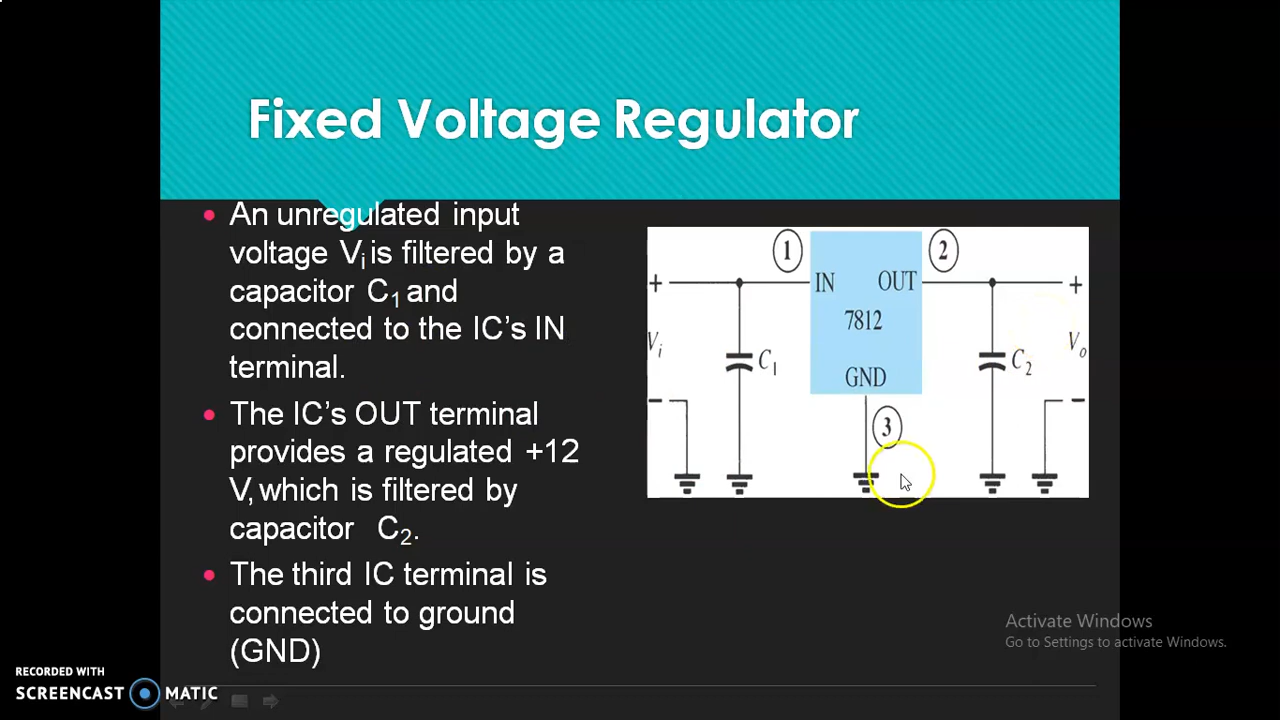 Fixed Voltage Regulator
An unregulated input
voltage Vi is filtered by a
capacitor C1 and
connected to the IC’s IN
terminal.
The IC’s OUT terminal
provides a regulated +12
V, which is filtered by
capacitor C2.
The third IC terminal is
connected to ground
(GND)
1 2
+ IN OUT +
7812
Vi C1 C2 Vo
GND
- 3 -
Activate Windows
Go to Settings to activate Windows.
RECORDED WITH
SCREENCAST MATIC